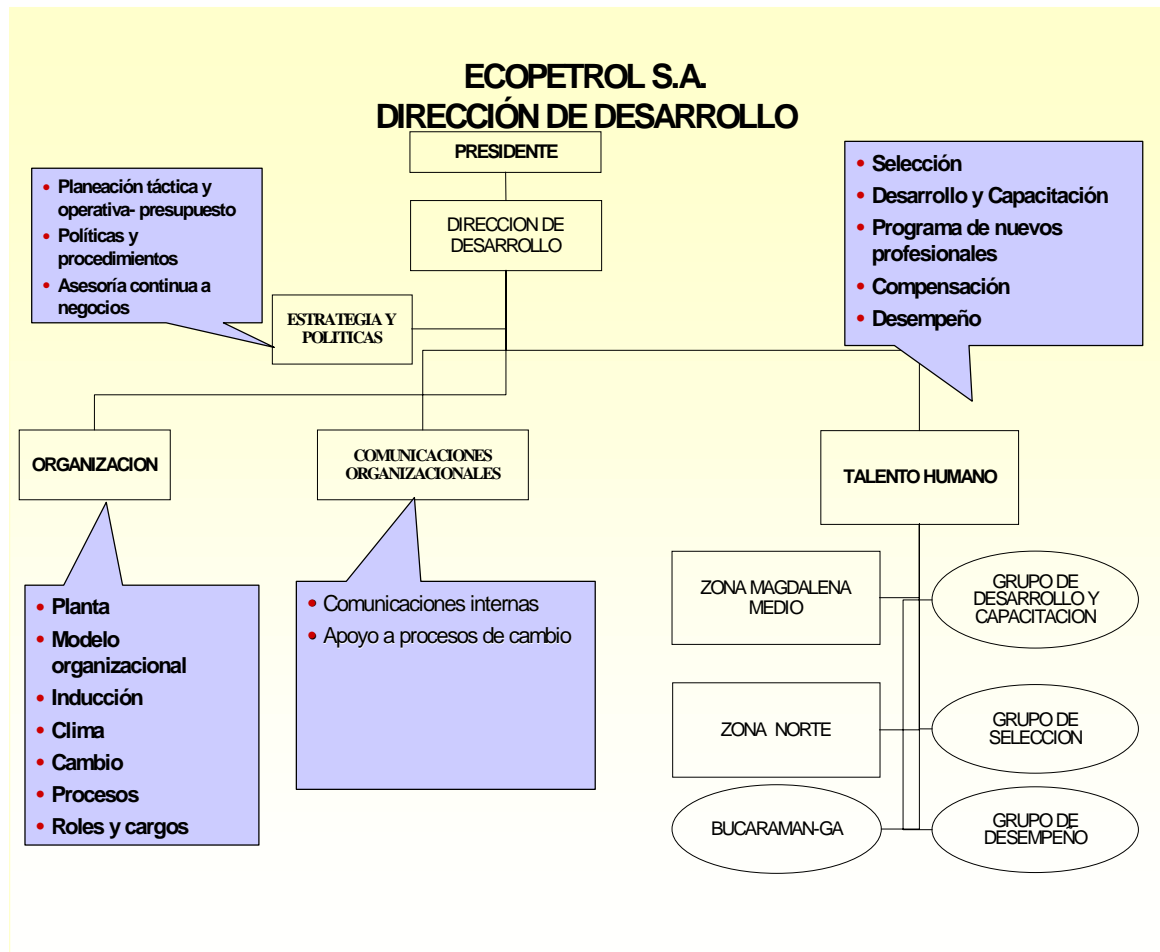 ECOPETROL S.A.
DIRECCIÓN DE DESARROLLO
PRESIDENTE
DIRECCION DE
DESARROLLO
• Planeación táctica y
operativa- presupuesto
• Políticas y
procedimientos
• Asesoría continua a
negocios
• Selección
• Desarrollo y Capacitación
• Programa de nuevos
profesionales
• Compensación
• Desempeño
ESTRATEGIA Y
POLITICAS
ORGANIZACION
COMUNICACIONES
ORGANIZACIONALES
TALENTO HUMANO
• Planta
• Modelo
organizacional
• Inducción
• Clima
• Cambio
• Procesos
• Roles y cargos
• Comunicaciones internas
• Apoyo a procesos de cambio
ZONA MAGDALENA
MEDIO
GRUPO DE
DESARROLLO Y
CAPACITACION
ZONA NORTE
GRUPO DE
SELECCION
BUCARAMAN-GA
GRUPO DE
DESEMPEÑO